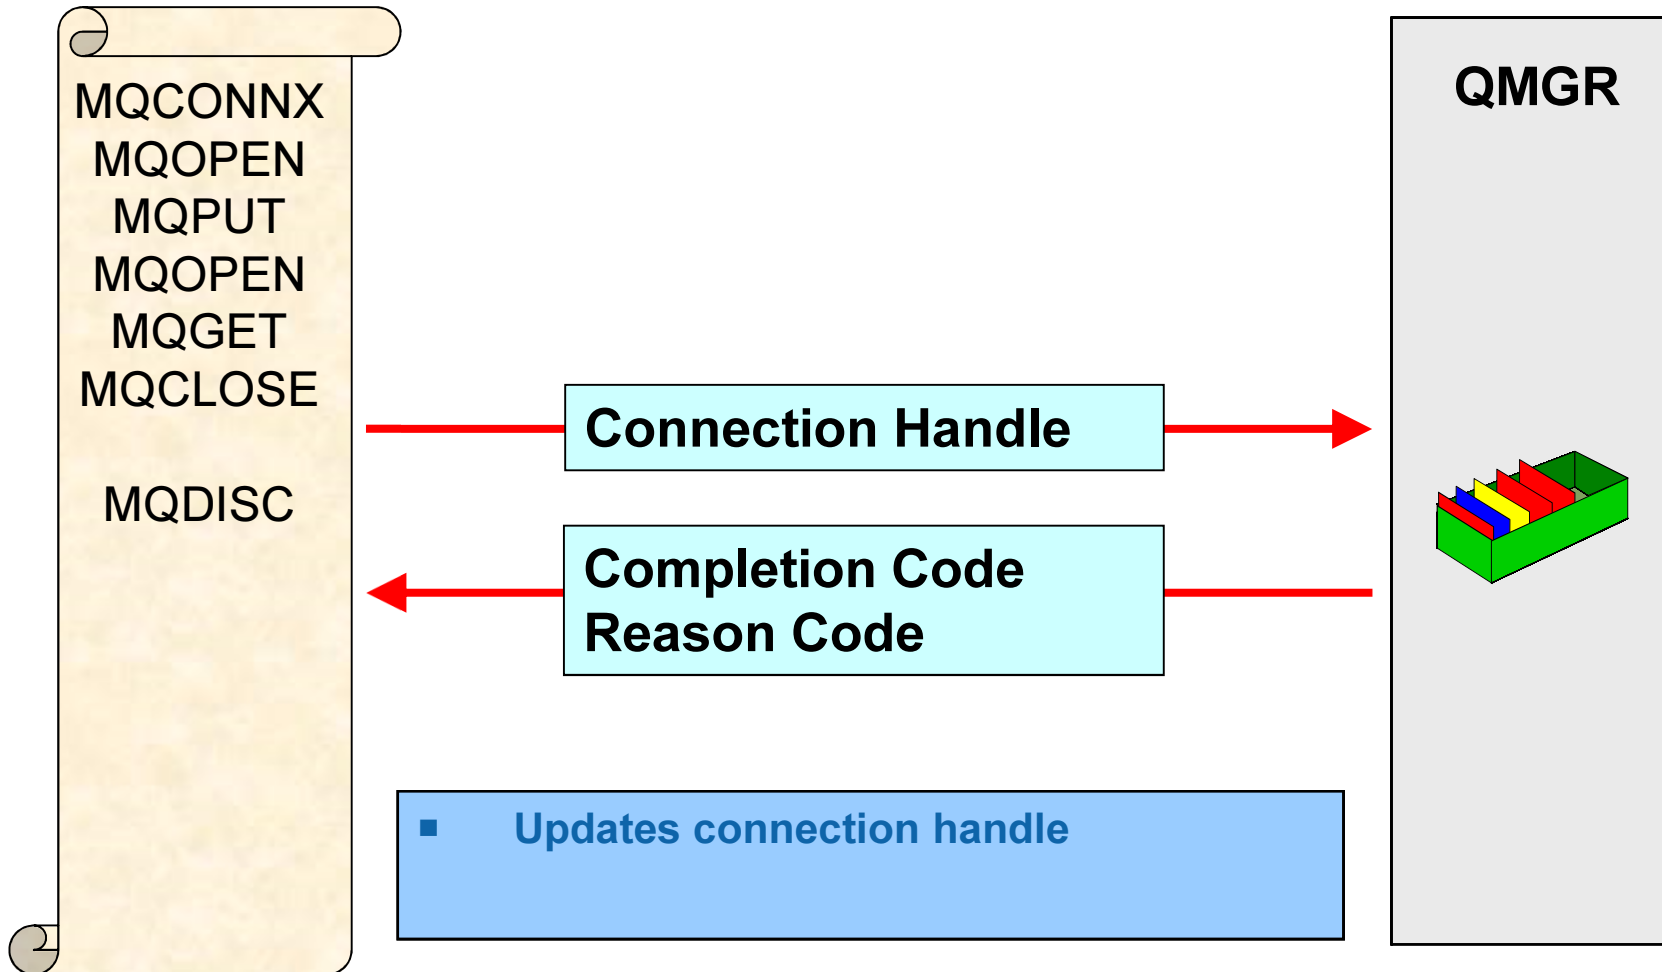 MQCONNX
MQOPEN
MQPUT
MQOPEN
MQGET
MQCLOSE
MQDISC
Connection Handle
Completion Code
Reason Code
▪ Updates connection handle
QMGR